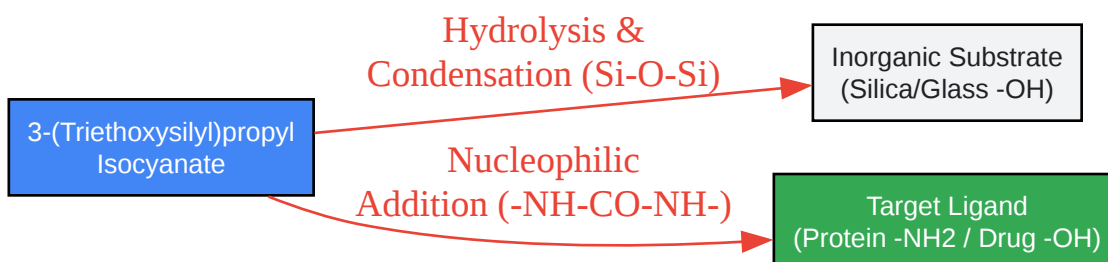 Hydrolysis &
Condensation (Si-O-Si)
Inorganic Substrate
(Silica/Glass -OH)
3-(Triethoxysilyl)propyl
Isocyanate
Nucleophilic
Addition (-NH-CO-NH-)
Target Ligand
(Protein -NH2 / Drug -OH)